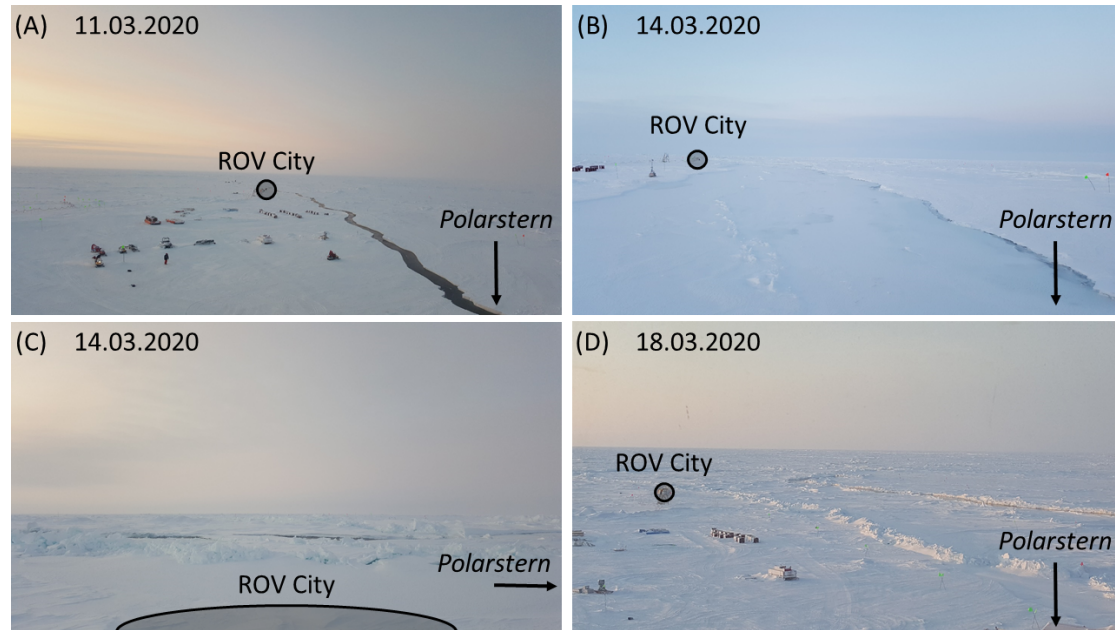 (A) 11.03.2020
ROV City
Polarstern
(B) 14.03.2020
ROV City
Polarstern
(C) 14.03.2020
Polarstern
ROV City
(D) 18.03.2020
ROV City
Polarstern